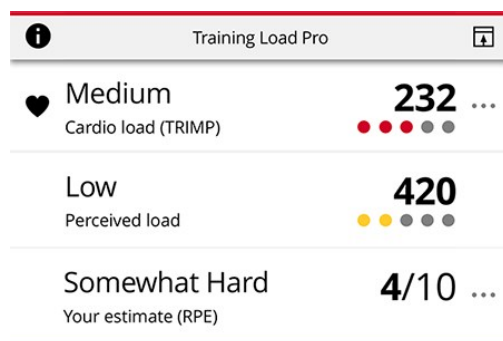 Training Load Pro
Medium 232 ...
Cardio load (TRIMP)
Low 420
Perceived load
Somewhat Hard 4/10 ...
Your estimate (RPE)